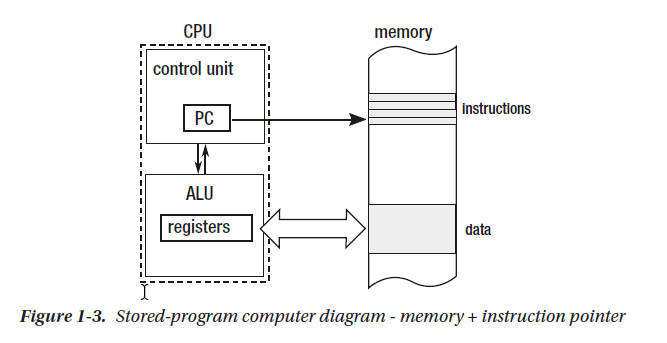 CPU
memory
control unit
PC
instructions
ALU
registers
data
Figure 1-3. Stored-program computer diagram - memory + instruction pointer